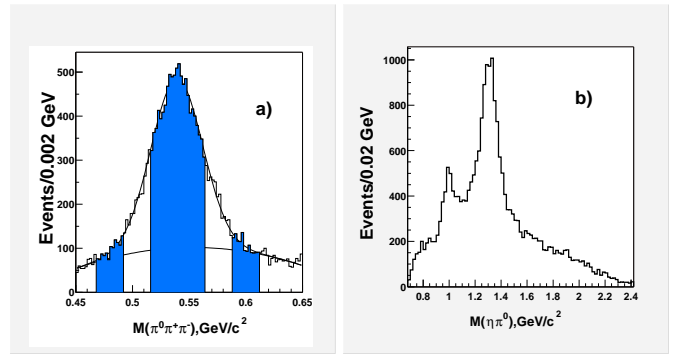 Events/0.002 GeV
500
400
300
200
100
0
a)
0.45 0.5 0.55 0.6 0.65
M(π⁰π⁺π⁻),GeV/c²
Events/0.02 GeV
1000
800
600
400
200
0
b)
0.8 1 1.2 1.4 1.6 1.8 2 2.2 2.4
M(ηπ⁰),GeV/c²